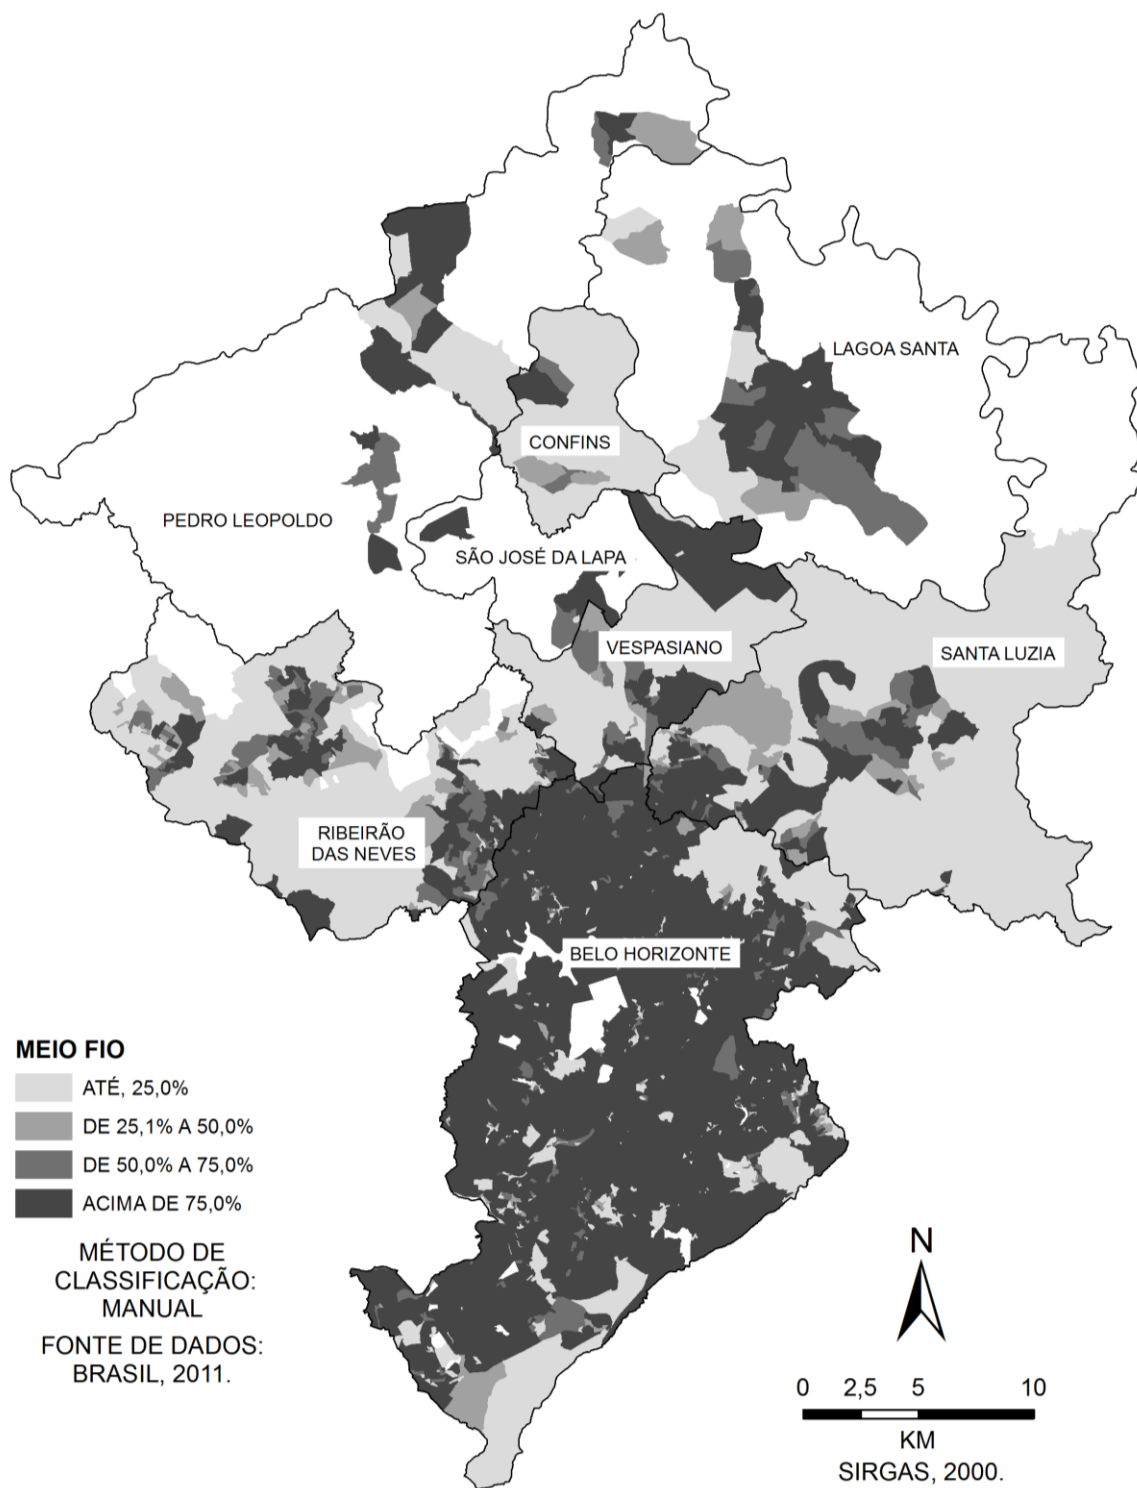 LAGOA SANTA
CONFINS
PEDRO LEOPOLDO
SÃO JOSÉ DA LAPA
VESPASIANO
SANTA LUZIA
RIBEIRÃO
DAS NEVES
BELO HORIZONTE
MEIO FIO
ATÉ, 25,0%
DE 25,1% A 50,0%
DE 50,0% A 75,0%
ACIMA DE 75,0%
MÉTODO DE
CLASSIFICAÇÃO:
MANUAL
FONTE DE DADOS:
BRASIL, 2011.
N
0 2,5 5 10
KM
SIRGAS, 2000.